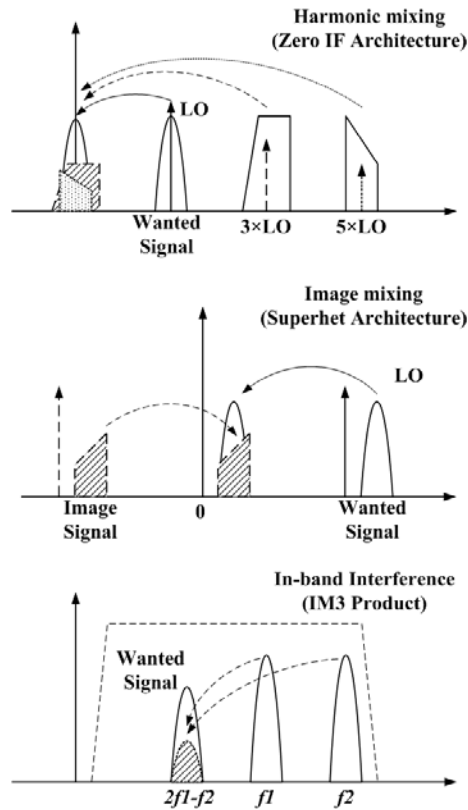 Harmonic mixing
(Zero IF Architecture)
LO
Wanted
Signal
3×LO
5×LO
Image mixing
(Superhet Architecture)
LO
Image
Signal
0
Wanted
Signal
In-band Interference
(IM3 Product)
Wanted
Signal
2f1-f2
f1
f2